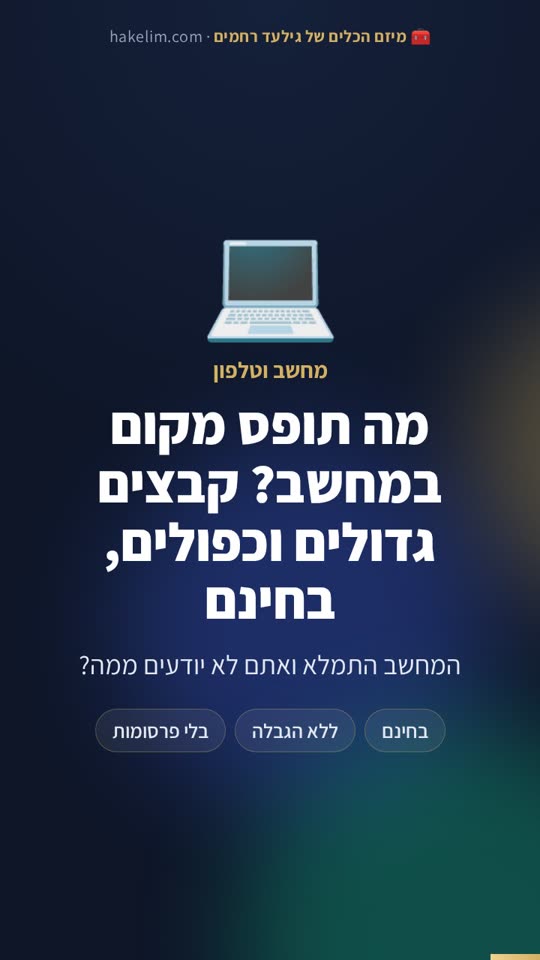 🧰 מיזם הכלים של גילעד רחמים · hakelim.com
מחשב וטלפון
מה תופס מקום
במחשב? קבצים
גדולים וכפולים,
בחינם
המחשב התמלא ואתם לא יודעים ממה?
בחינם
ללא הגבלה
בלי פרסומות